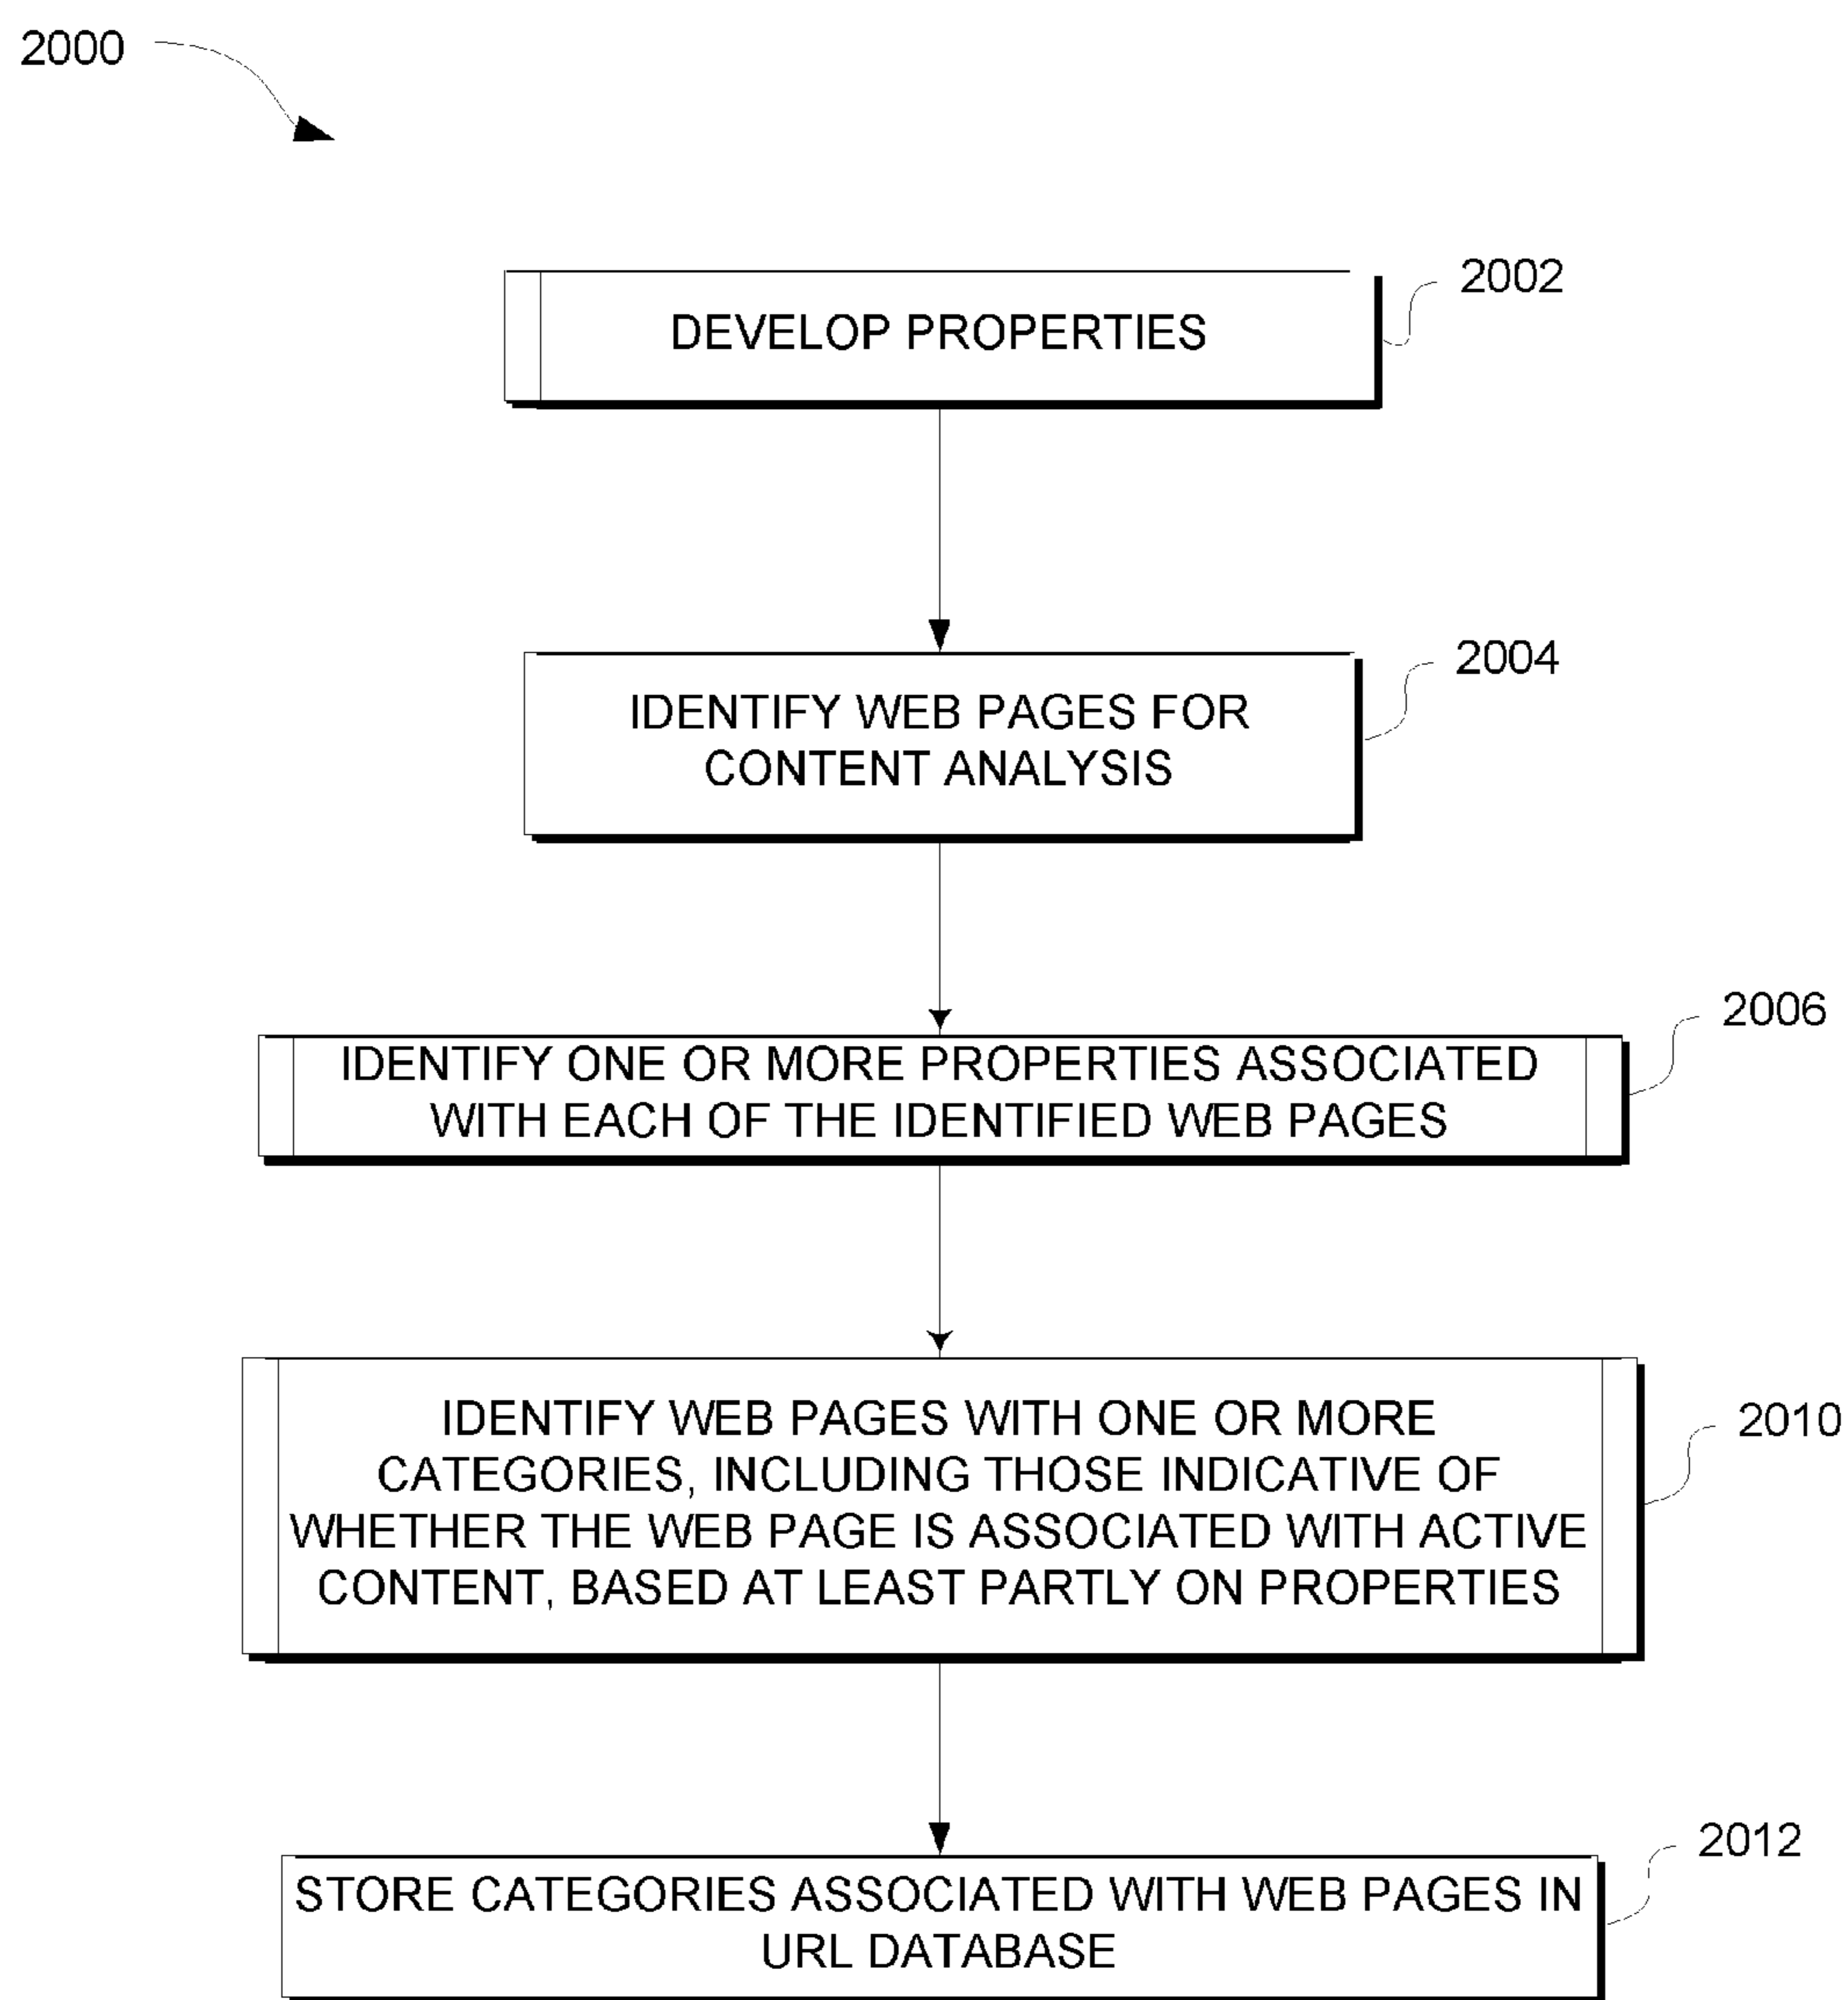 2000
2002
DEVELOP PROPERTIES
2004
IDENTIFY WEB PAGES FOR
CONTENT ANALYSIS
2006
IDENTIFY ONE OR MORE PROPERTIES ASSOCIATED
WITH EACH OF THE IDENTIFIED WEB PAGES
2010
IDENTIFY WEB PAGES WITH ONE OR MORE
CATEGORIES, INCLUDING THOSE INDICATIVE OF
WHETHER THE WEB PAGE IS ASSOCIATED WITH ACTIVE
CONTENT, BASED AT LEAST PARTLY ON PROPERTIES
2012
STORE CATEGORIES ASSOCIATED WITH WEB PAGES IN
URL DATABASE